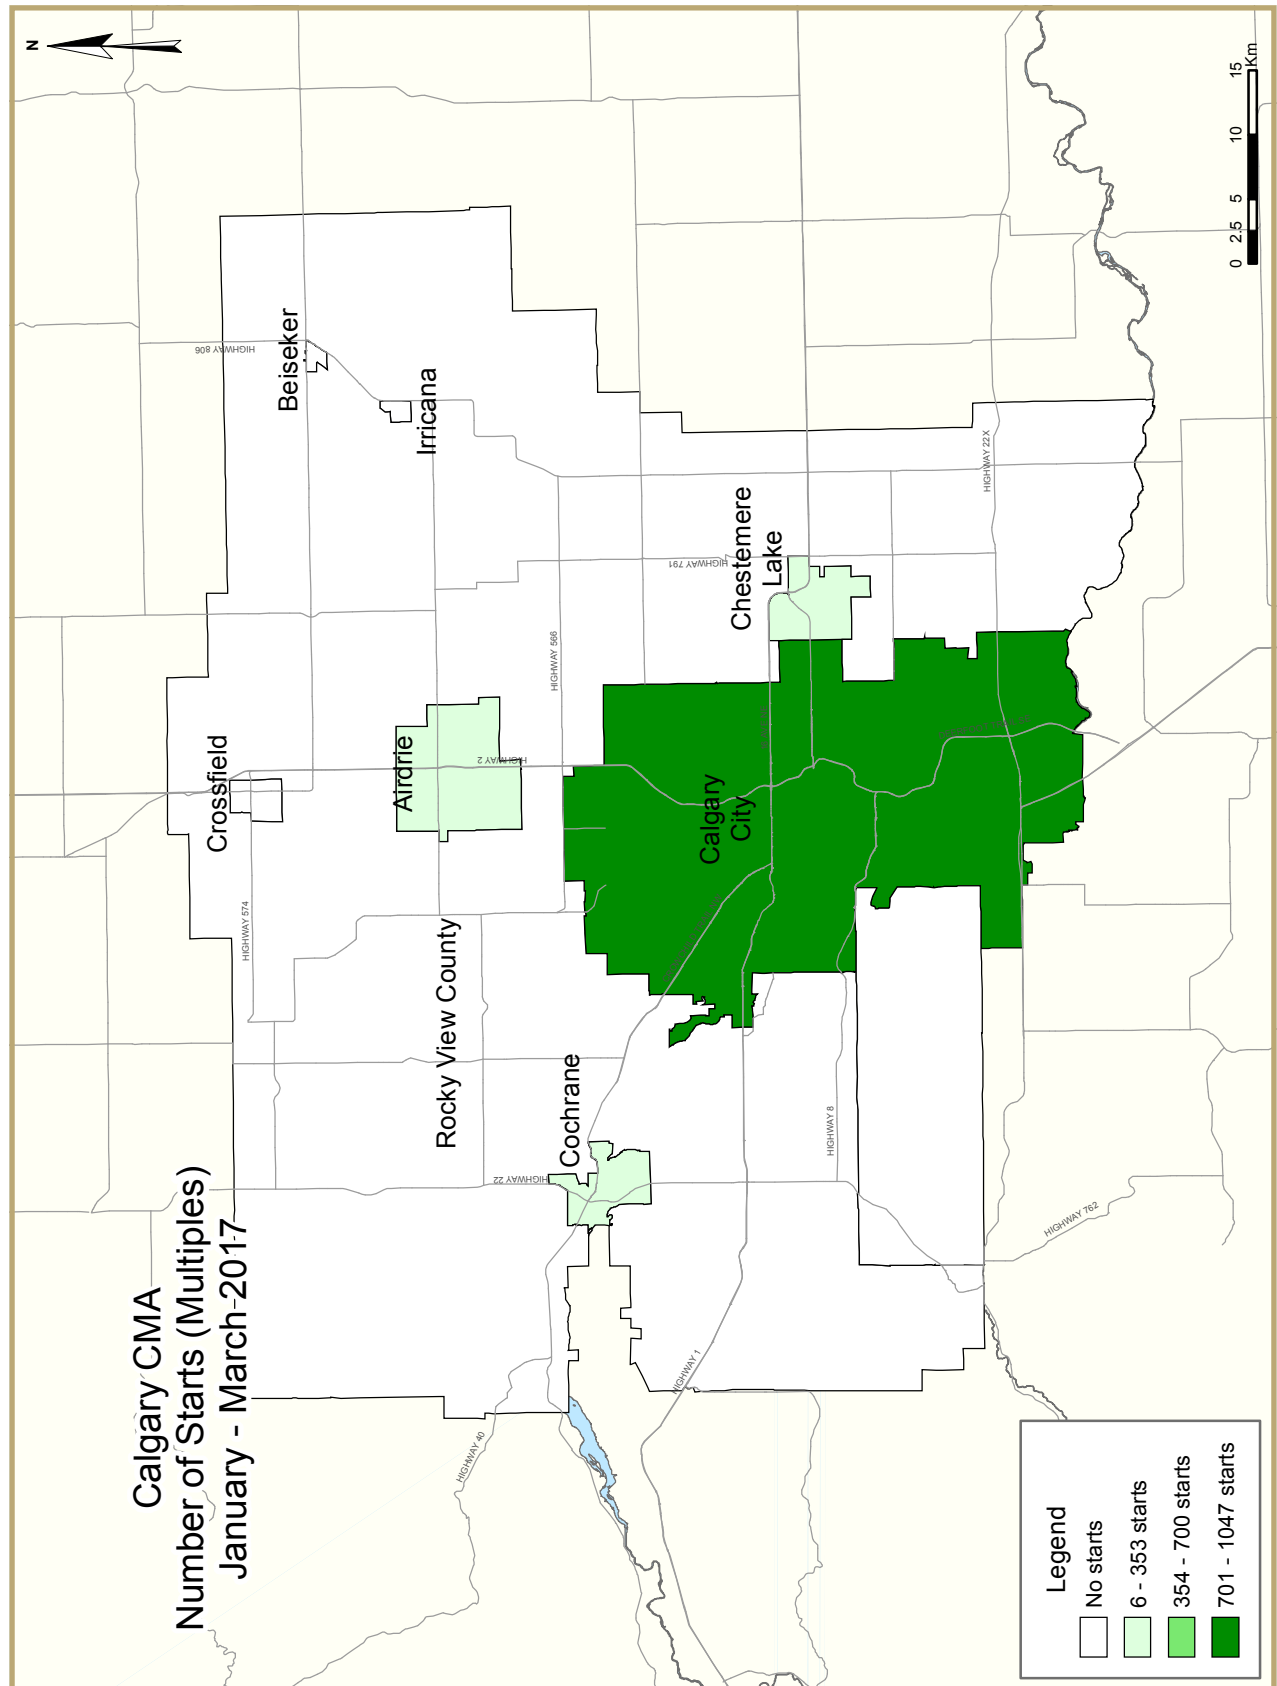 Calgary CMA
Number of Starts (Multiples)
January - March 2017
N
Crossfield
Beiseker
Irricana
Airdrie
Rocky View County
Cochrane
Chestemere
Lake
Calgary
City
HIGHWAY 574
HIGHWAY 806
HIGHWAY 2
HIGHWAY 566
HIGHWAY 22
HIGHWAY 791
HIGHWAY 40
HIGHWAY 1
HIGHWAY 8
HIGHWAY 22X
HIGHWAY 762
Legend
No starts
6 - 353 starts
354 - 700 starts
701 - 1047 starts
0 2.5 5 10 15
Km